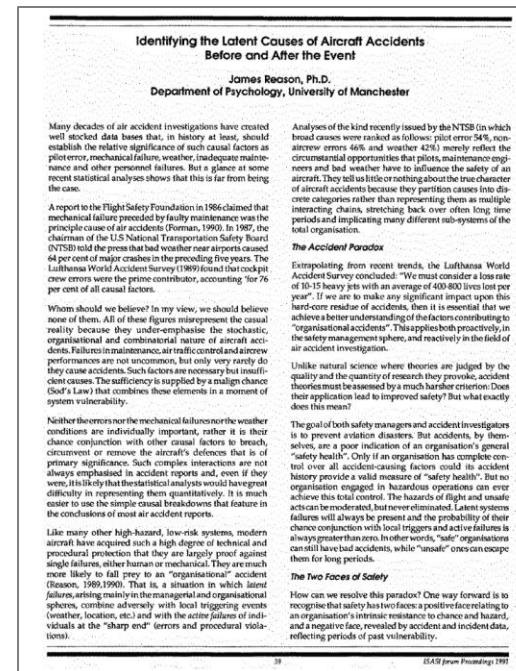 Identifying the Latent Causes of Aircraft Accidents
Before and After the Event
James Reason, Ph.D.
Department of Psychology, University of Manchester
Many decades of air accident investigations have created
well stocked data bases that, in history at least, should
establish the relative significance of such causal factors as
pilot error, mechanical failure, weather, inadequate mainte-
nance and other personnel failures. But a glance at some
recent statistical analyses shows that this is far from being
the case.
A report to the Flight Safety Foundation in 1986 claimed that
mechanical failure preceded by faulty maintenance was the
principle cause of air accidents (Forman, 1990). In 1987, the
chairman of the U.S National Transportation Safety Board
(NTSB) told the press that bad weather near airports caused
64 per cent of major crashes in the preceding five years. The
Lufthansa World Accident Survey (1989) found that cockpit
crew errors were the prime contributor, accounting for 76
per cent of all causal factors.
Whom should we believe? In my view, we should believe
none of them. All of these figures misrepresent the casual
reality because they under-emphasise the stochastic,
organisational and combinatorial nature of aircraft acci-
dents. Failures in maintenance, air traffic control and aircrew
performances are not uncommon, but only very rarely do
they cause accidents. Such factors are necessary but insuffi-
cient causes. The sufficiency is supplied by a malign chance
(Sod's Law) that combines these elements in a moment of
system vulnerability.
Neither the errors nor the mechanical failures nor the weather
conditions are individually important, rather it is their
chance conjunction with other causal factors to breach,
circumvent or remove the aircraft's defences that is of
primary significance. Such complex interactions are not
always emphasised in accident reports and, even if they
were, it is likely that the statistical analysts would have great
difficulty in representing them quantitatively. It is much
easier to use the simple causal breakdowns that feature in
the conclusions of most air accident reports.
Like many other high-hazard, low-risk systems, modern
aircraft have acquired such a high degree of technical and
procedural protection that they are largely proof against
single failures, either human or mechanical. They are much
more likely to fall prey to an "organisational" accident
(Reason, 1989,1990). That is, a situation in which latent
failures, arising mainly in the managerial and organisational
spheres, combine adversely with local triggering events
(weather, location, etc.) and with the active failures of indi-
viduals at the "sharp end" (errors and procedural viola-
tions).
Analyses of the kind recently issued by the NTSB (in which
broad causes were ranked as follows: pilot error 54%, non-
aircrew errors 46% and weather 42%) merely reflect the
circumstantial opportunities that pilots, maintenance engi-
neers and bad weather have to influence the safety of an
aircraft. They tell us little or nothing about the true character
of aircraft accidents because they partition causes into dis-
crete categories rather than representing them as multiple
interacting chains, stretching back over often long time
periods and implicating many different sub-systems of the
total organisation.
The Accident Paradox
Extrapolating from recent trends, the Lufthansa World
Accident Survey concluded: "We must consider a loss rate
of 10-15 heavy jets with an average of 400-800 lives lost per
year". If we are to make any significant impact upon this
hard-core residue of accidents, then it is essential that we
achieve a better understanding of the factors contributing to
"organisational accidents". This applies both proactively, in
the safety management sphere, and reactively in the field of
air accident investigation.
Unlike natural science where theories are judged by the
quality and the quantity of research they provoke, accident
theories must be assessed by a much harsher criterion: Does
their application lead to improved safety? But what exactly
does this mean?
The goal of both safety managers and accident investigators
is to prevent aviation disasters. But accidents, by them-
selves, are a poor indication of an organisation's general
"safety health". Only if an organisation has complete con-
trol over all accident-causing factors could its accident
history provide a valid measure of "safety health". But no
organisation engaged in hazardous operations can ever
achieve this total control. The hazards of flight and unsafe
acts can be moderated, but never eliminated. Latent systems
failures will always be present and the probability of their
chance conjunction with local triggers and active failures is
always greater than zero. In other words, "safe" organisations
can still have bad accidents, while "unsafe" ones can escape
them for long periods.
The Two Faces of Safety
How can we resolve this paradox? One way forward is to
recognise that safety has two faces: a positive face relating to
an organisation's intrinsic resistance to chance and hazard,
and a negative face, revealed by accident and incident data,
reflecting periods of past vulnerability.
39
ISASI forum Proceedings 1991